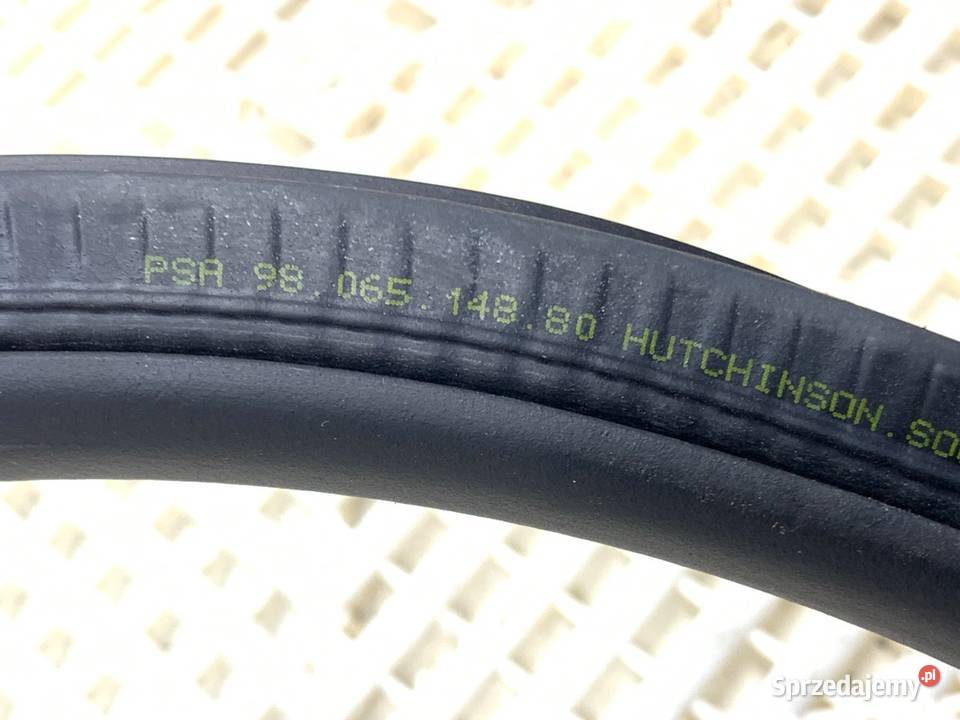 PSA 98.065.148.80 HUTCHINSON.
Sprzedajemy.pl